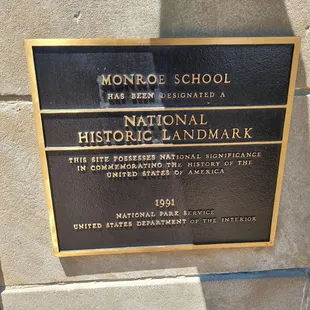 MONROE SCHOOL
HAS BEEN DESIGNATED A
NATIONAL
HISTORIC LANDMARK
THIS SITE POSSESSES NATIONAL SIGNIFICANCE
IN COMMEMORATING THE HISTORY OF THE
UNITED STATES OF AMERICA
1991
NATIONAL PARK SERVICE
UNITED STATES DEPARTMENT OF THE INTERIOR